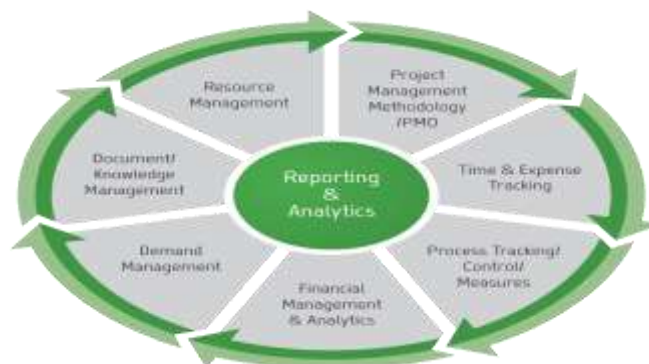 Resource
Management
Project
Management
Methodology
/PMO
Document/
Knowledge
Management
Reporting
&
Analytics
Time & Expense
Tracking
Demand
Management
Financial
Management
& Analytics
Process Tracking/
Control/
Measures